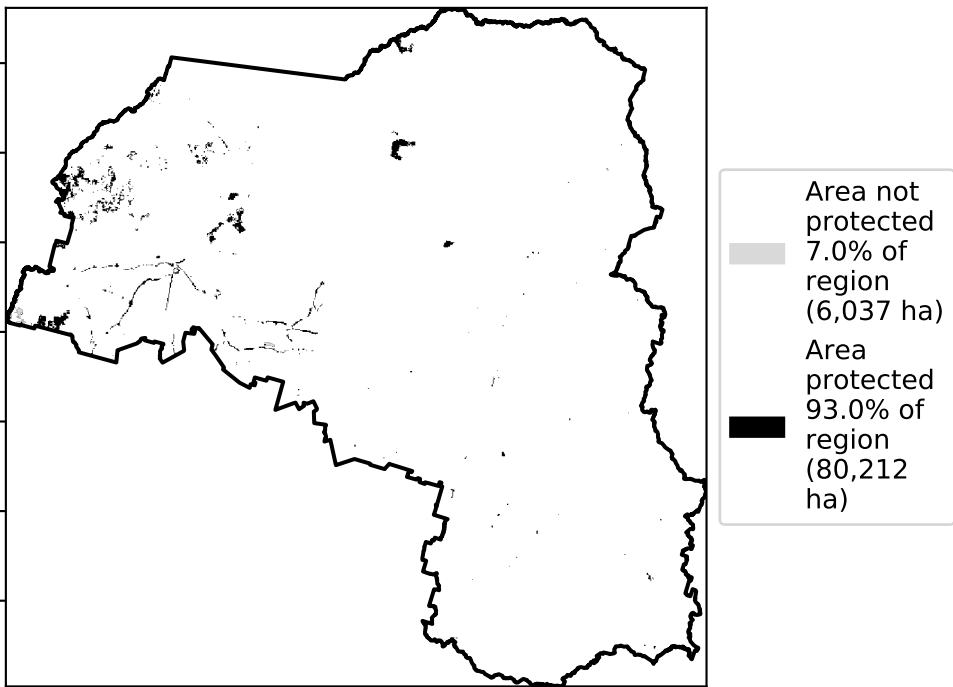 Area not
protected
7.0% of
region
(6,037 ha)
Area
protected
93.0% of
region
(80,212
ha)